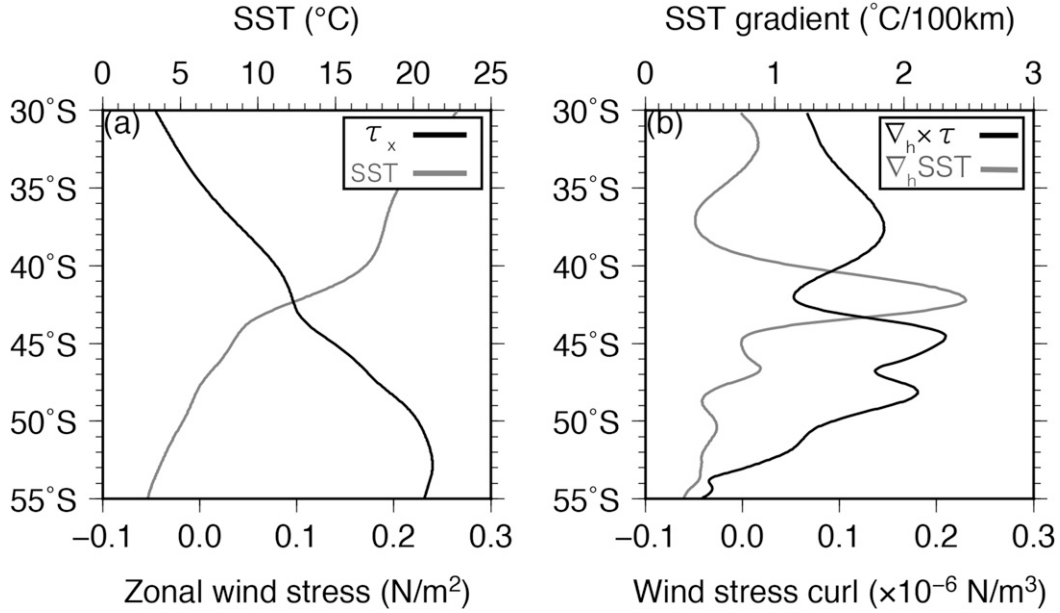 SST (°C)
0 5 10 15 20 25
30°S
35°S
40°S
45°S
50°S
55°S
(a)
τx
SST
−0.1 0.0 0.1 0.2 0.3
Zonal wind stress (N/m²)
SST gradient (°C/100km)
0 1 2 3
30°S
35°S
40°S
45°S
50°S
55°S
(b)
∇h×τ
∇hSST
−0.1 0.0 0.1 0.2 0.3
Wind stress curl (×10⁻⁶ N/m³)